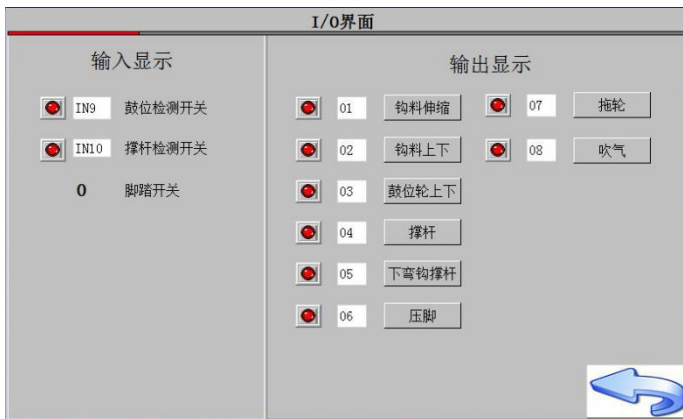 I/O界面
输入显示
IN9 鼓位检测开关
IN10 撑杆检测开关
0 脚踏开关
输出显示
01 钩料伸缩 07 拖轮
02 钩料上下 08 吹气
03 鼓位轮上下
04 撑杆
05 下弯钩撑杆
06 压脚